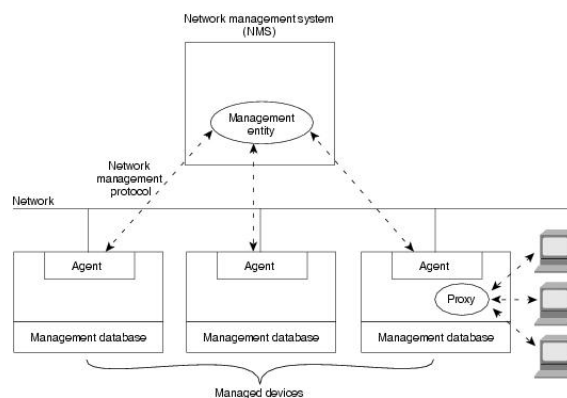 Network management system
(NMS)
Management
entity
Network
management
protocol
Network
Agent
Agent
Agent
Proxy
Management database
Management database
Management database
Managed devices